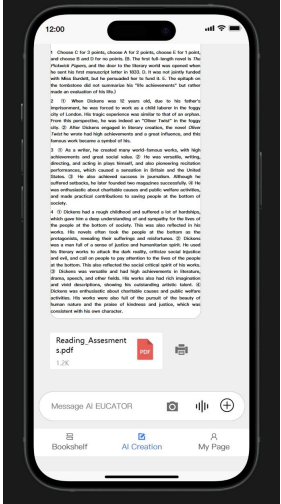 12:00
1 Choose C for 3 points, choose A for 2 points, choose E for 1 point,
and choose B and D for no points. (B. The first full-length novel is The
Pickwick Papers, and the door to the literary world was opened when
he sent his first manuscript letter in 1833. D. It was not jointly funded
with Miss Burdett, but he persuaded her to fund it. E. The epitaph on
the tombstone did not summarize his "life achievements" but rather
made an evaluation of his life.)
2 ① When Dickens was 12 years old, due to his father's
imprisonment, he was forced to work as a child laborer in the foggy
city of London. His tragic experience was similar to that of an orphan.
From this perspective, he was indeed an "Oliver Twist" in the foggy
city. ② After Dickens engaged in literary creation, the novel Oliver
Twist he wrote had high achievements and a great influence, and this
famous work became a symbol of his.
3 ① As a writer, he created many world-famous works, with high
achievements and great social value. ② He was versatile, writing,
directing, and acting in plays himself, and also pioneering recitation
performances, which caused a sensation in Britain and the United
States. ③ He also achieved success in journalism. Although he
suffered setbacks, he later founded two magazines successfully. ④ He
was enthusiastic about charitable causes and public welfare activities,
and made practical contributions to saving people at the bottom of
society.
4 ① Dickens had a rough childhood and suffered a lot of hardships,
which gave him a deep understanding of and sympathy for the lives of
the people at the bottom of society. This was also reflected in his
works. His novels often took the people at the bottom as the
protagonists, revealing their sufferings and misfortunes. ② Dickens
was a man full of a sense of justice and humanitarian spirit. He used
his literary works to attack the dark reality, criticize social injustice
and evil, and call on people to pay attention to the lives of the people
at the bottom. This also reflected the social critical spirit of his works.
③ Dickens was versatile and had high achievements in literature,
drama, speech, and other fields. His works also had rich imagination
and vivid descriptions, showing his outstanding artistic talent. ④
Dickens was enthusiastic about charitable causes and public welfare
activities. His works were also full of the pursuit of the beauty of
human nature and the praise of kindness and justice, which was
consistent with his own character.
Reading_Assesment
s.pdf
PDF
1.2K
Message AI EUCATOR
Bookshelf AI Creation My Page